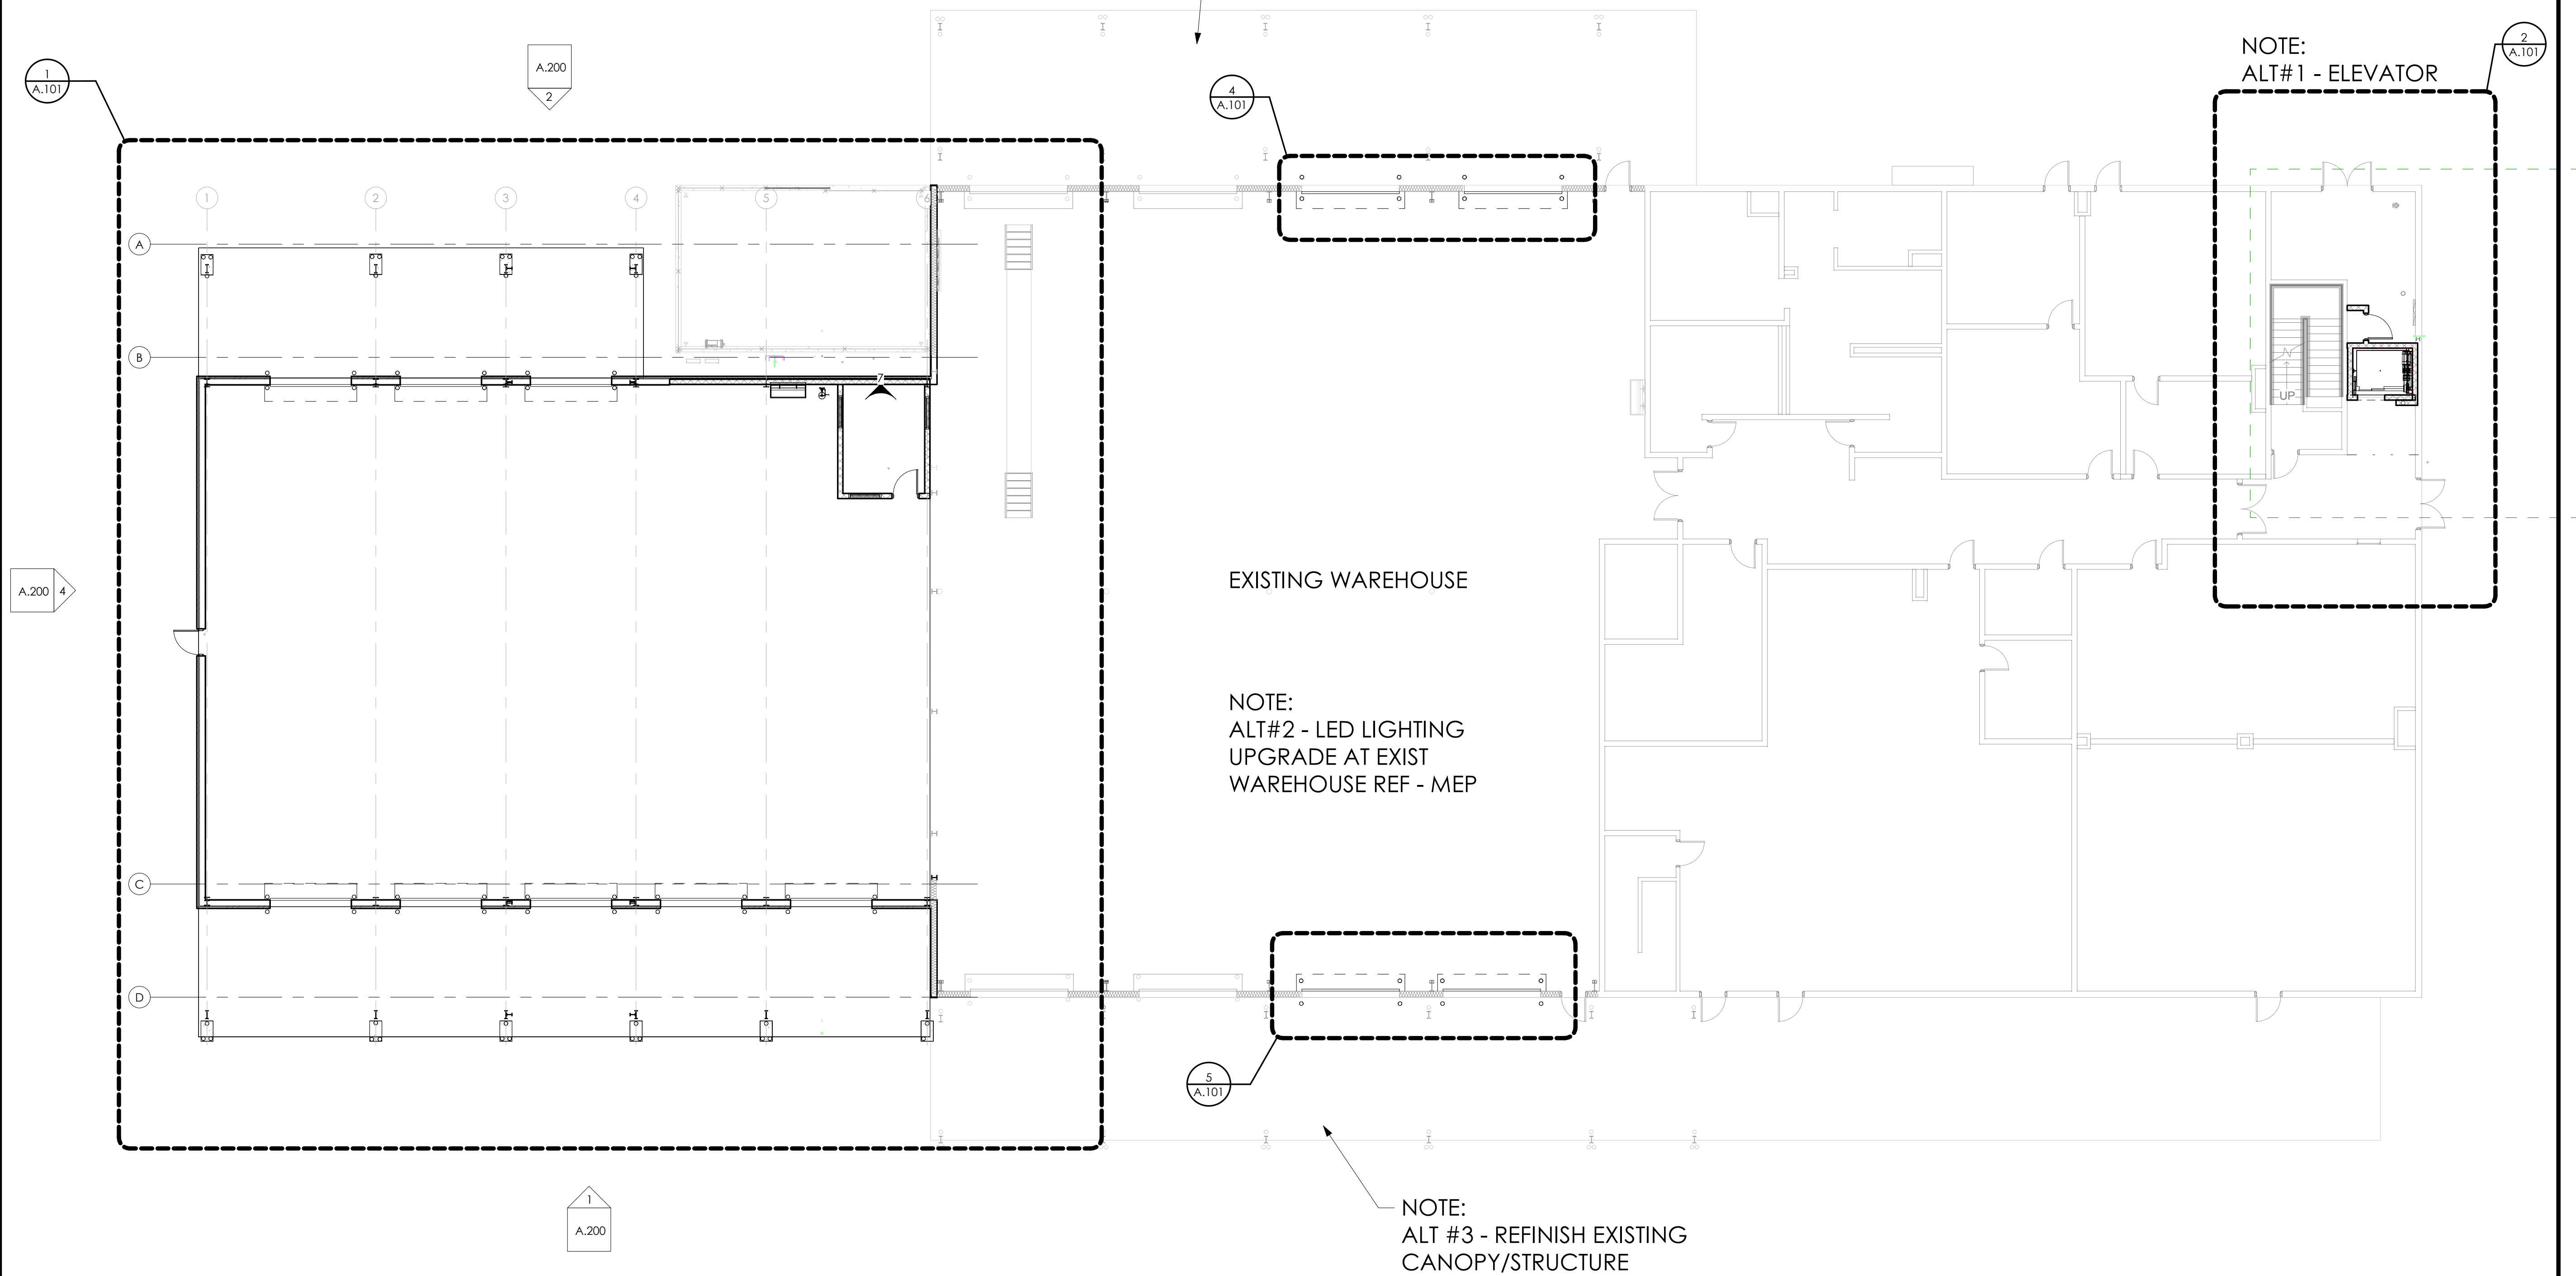 NOTE:
ALT#1 - ELEVATOR
2
A.101
1
A.101
A.200
2
4
A.101
1
2
3
4
5
6
A
B
7
UP
EXISTING WAREHOUSE
A.200
4
NOTE:
ALT#2 - LED LIGHTING
UPGRADE AT EXIST
WAREHOUSE REF - MEP
C
D
5
A.101
1
A.200
NOTE:
ALT #3 - REFINISH EXISTING
CANOPY/STRUCTURE